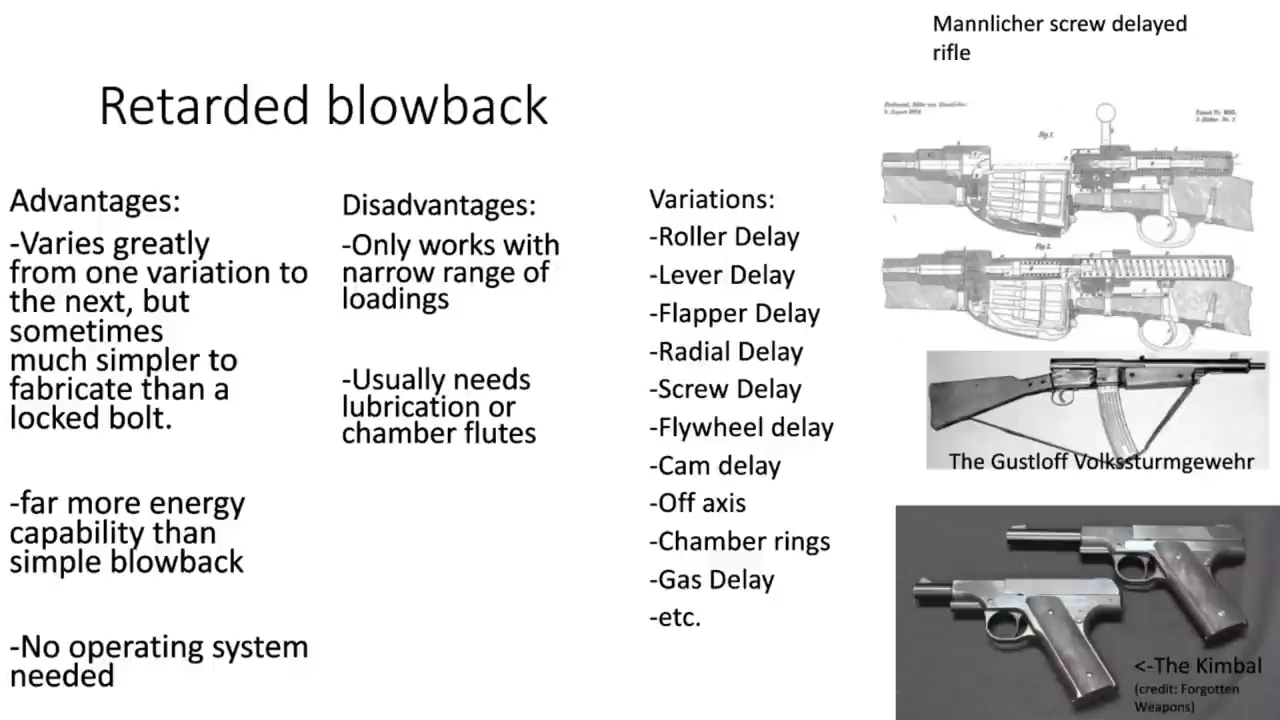 Mannlicher screw delayed
rifle
Retarded blowback
Advantages:
-Varies greatly
from one variation to
the next, but
sometimes
much simpler to
fabricate than a
locked bolt.
-far more energy
capability than
simple blowback
-No operating system
needed
Disadvantages:
-Only works with
narrow range of
loadings
-Usually needs
lubrication or
chamber flutes
Variations:
-Roller Delay
-Lever Delay
-Flapper Delay
-Radial Delay
-Screw Delay
-Flywheel delay
-Cam delay
-Off axis
-Chamber rings
-Gas Delay
-etc.
Fig. 1.
Fig. 2.
The Gustloff Volkssturmgewehr
<-The Kimbal
(credit: Forgotten
Weapons)